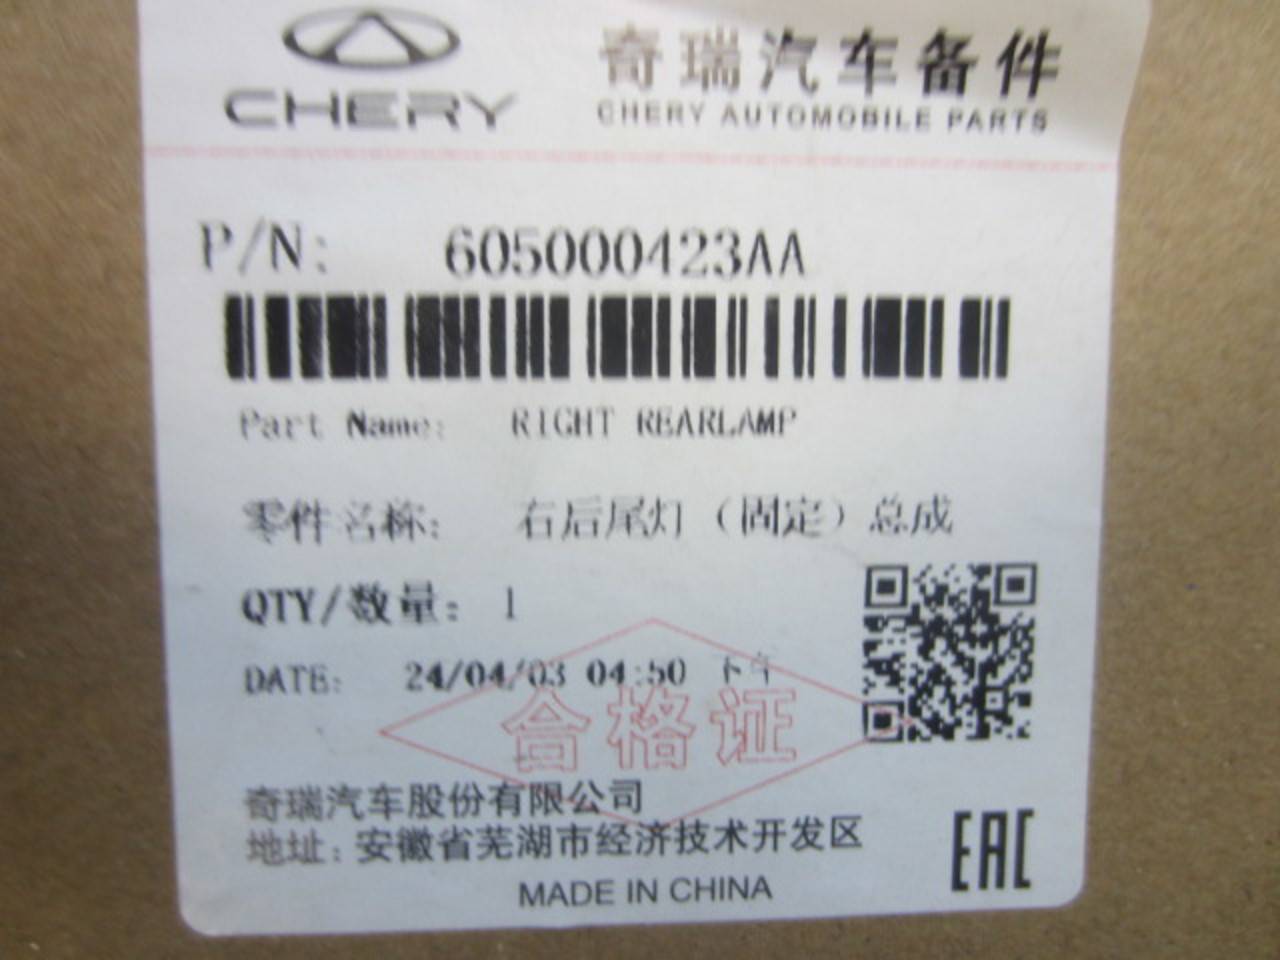 CHERY
奇瑞汽车备件
CHERY AUTOMOBILE PARTS
P/N: 605000423AA
Part Name: RIGHT REARLAMP
零件名称: 右后尾灯（固定）总成
QTY/数量: 1
DATE: 24/04/03 04:50 下午
合格证
奇瑞汽车股份有限公司
地址: 安徽省芜湖市经济技术开发区
EAC
MADE IN CHINA